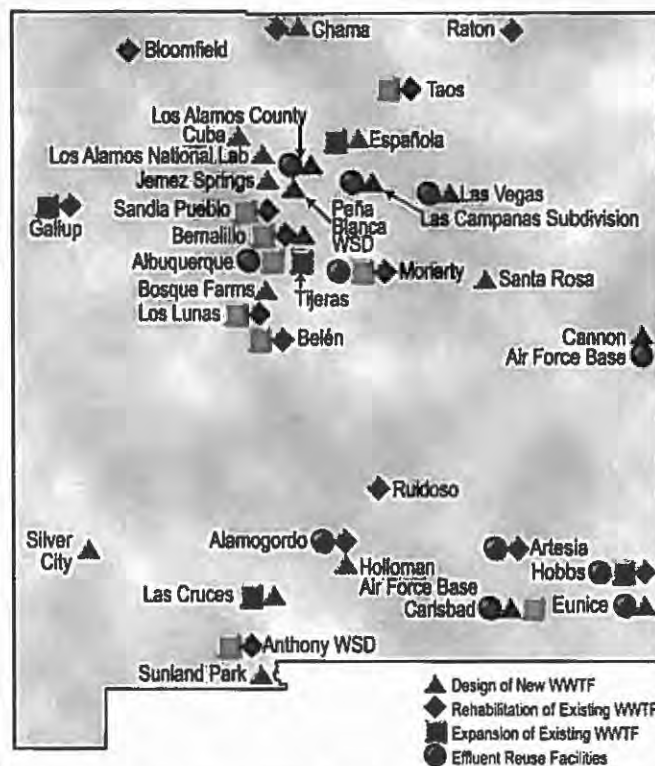 Chama
Raton
Bloomfield
Taos
Los Alamos County
Cuba
Española
Los Alamos National Lab
Jemez Springs
Las Vegas
Sandia Pueblo
Peña
Blanca
WSD
Las Campanas Subdivision
Gallup
Bernalillo
Albuquerque
Moriarty
Tijeras
Santa Rosa
Bosque Farms
Los Lunas
Belén
Cannon
Air Force Base
Ruidoso
Silver
City
Alamogordo
Artesia
Holloman
Air Force Base
Hobbs
Las Cruces
Carlsbad
Eunice
Anthony WSD
Sunland Park
Design of New WWTF
Rehabilitation of Existing WWTF
Expansion of Existing WWTF
Effluent Reuse Facilities